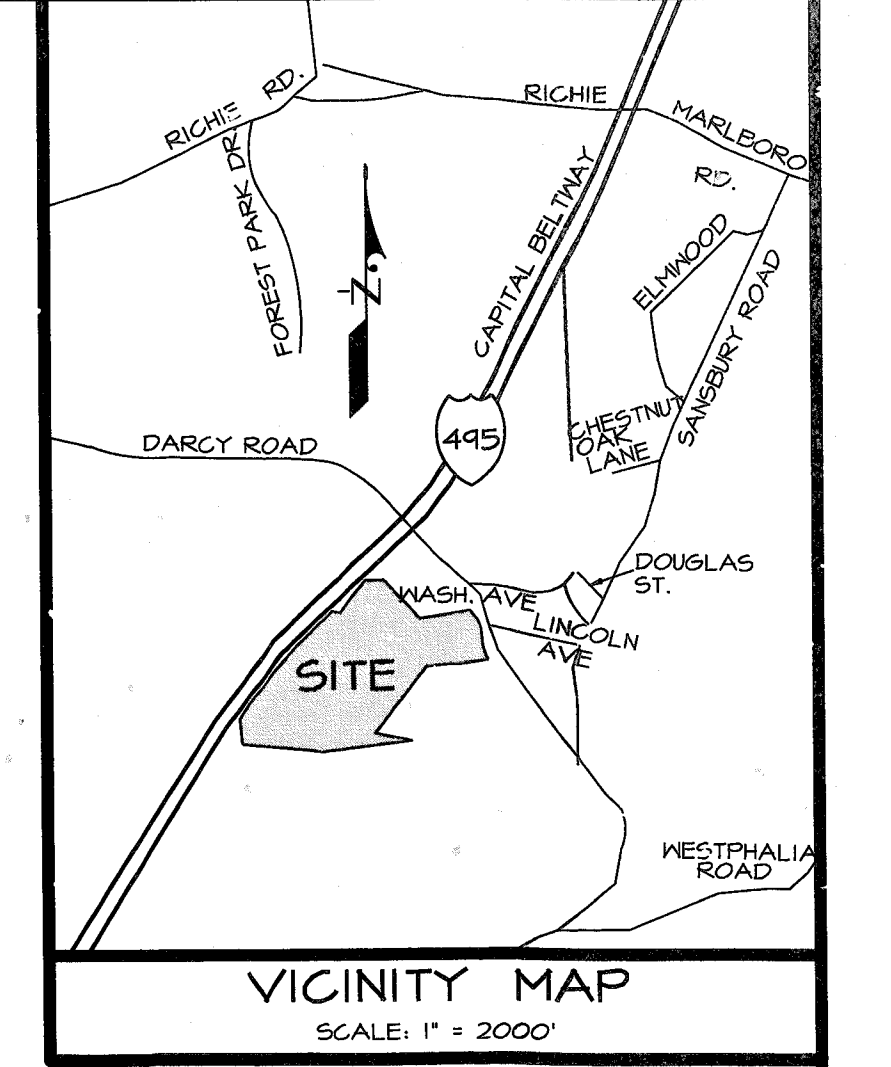 RICHIE RD.
RICHIE
MARLBORO
RD.
FOREST PARK DR.
N
CAPITAL BELTWAY
ELMWOOD
SANSBURY ROAD
CHESTNUT
OAK
LANE
495
DARCY ROAD
DOUGLAS
ST.
WASH. AVE
LINCOLN
AVE
SITE
WESTPHALIA
ROAD
VICINITY MAP
SCALE: 1" = 2000'